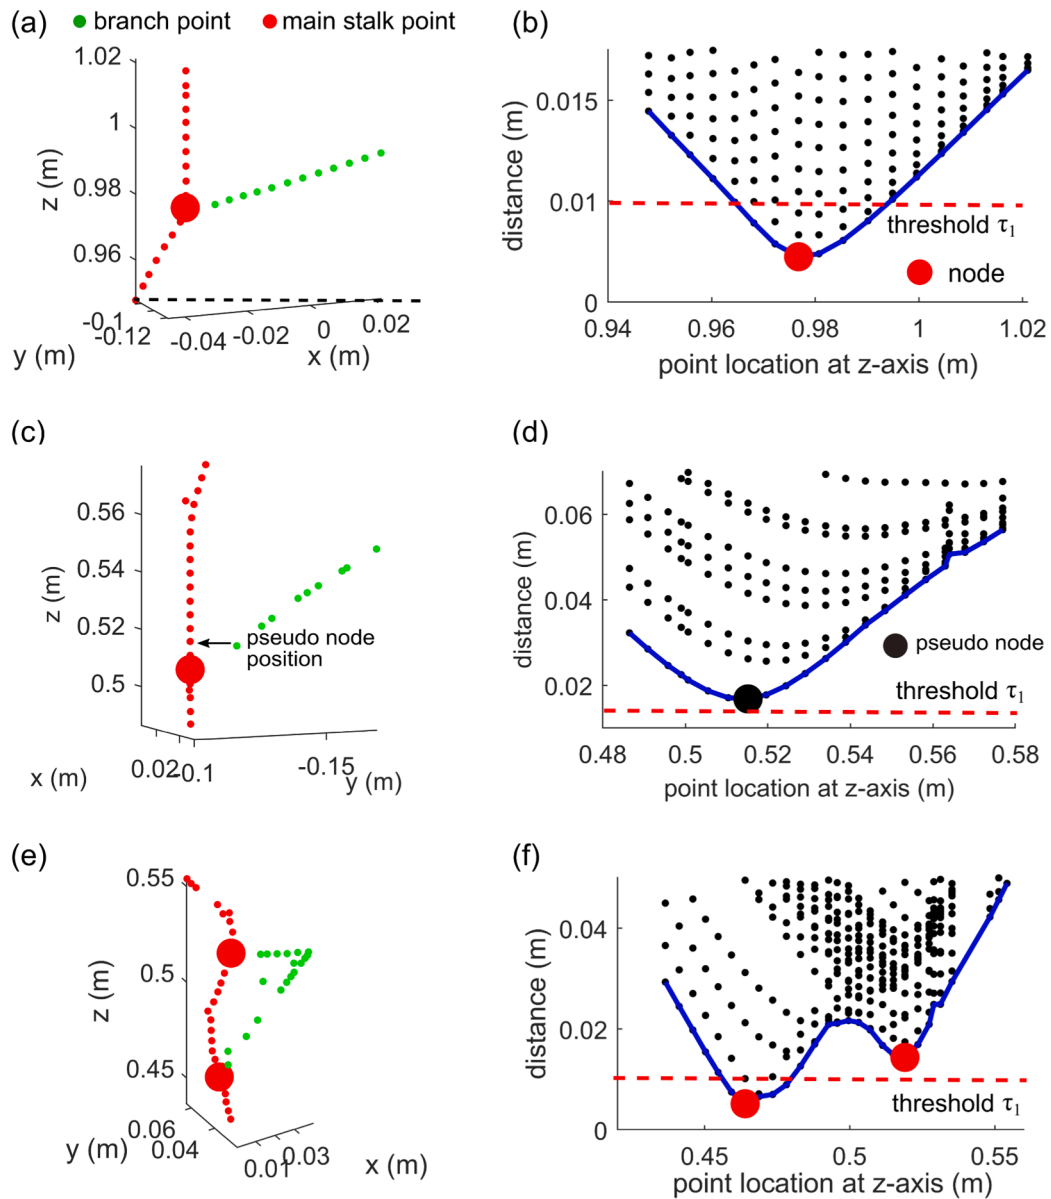 (a)
branch point
main stalk point
1.02
1
0.98
0.96
z (m)
-0.1
-0.12
-0.04
-0.02
0
0.02
y (m)
x (m)
(b)
0.015
0.01
0
distance (m)
threshold τ1
node
0.94
0.96
0.98
1
1.02
point location at z-axis (m)
(c)
0.56
0.54
0.52
0.5
z (m)
pseudo node
position
x (m)
0.02
-0.1
-0.15
y (m)
(d)
0.06
0.04
0.02
distance (m)
pseudo node
threshold τ1
0.48
0.5
0.52
0.54
0.56
0.58
point location at z-axis (m)
(e)
0.55
0.5
0.45
z (m)
0.06
0.04
y (m)
0.01
0.03
x (m)
(f)
0.04
0.02
0
distance (m)
threshold τ1
0.45
0.5
0.55
point location at z-axis (m)